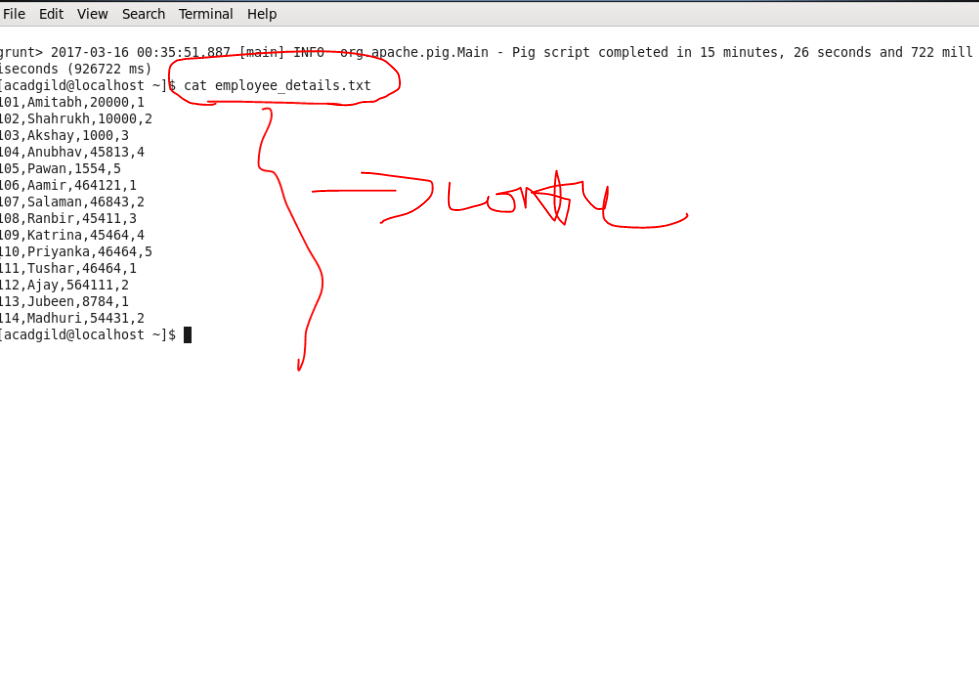 File Edit View Search Terminal Help
grunt> 2017-03-16 00:35:51,887 [main] INFO org.apache.pig.Main - Pig script completed in 15 minutes, 26 seconds and 722 mill
iseconds (926722 ms)
[acadgild@localhost ~]$ cat employee_details.txt
101,Amitabh,20000,1
102,Shahrukh,10000,2
103,Akshay,1000,3
104,Anubhav,45813,4
105,Pawan,1554,5
106,Aamir,464121,1
107,Salaman,46843,2
108,Ranbir,45411,3
109,Katrina,45464,4
110,Priyanka,46464,5
111,Tushar,46464,1
112,Ajay,564111,2
113,Jubeen,8784,1
114,Madhuri,54431,2
[acadgild@localhost ~]$